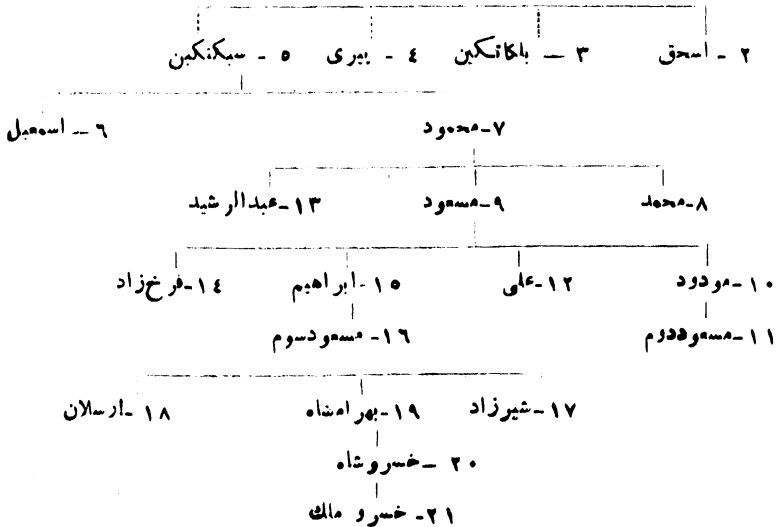 ۲ - اسحق ۳ - بلکاتکین ٤ - پیری ٥ - سبکتکین
۷-محمود ٦ - اسمعیل
۸-محمد ۹-مسعود ۱۳-عبدالرشید
۱۰-مودود ۱۲-علی ۱٥-ابراهیم ۱٤-فرخزاد
۱۱-مسعوددوم ۱٦-مسعودسوم
۱۷-شیرزاد ۱۹-بهرامشاه ۱۸-ارسلان
۲۰ - خسروشاه
۲۱- خسرو ملك